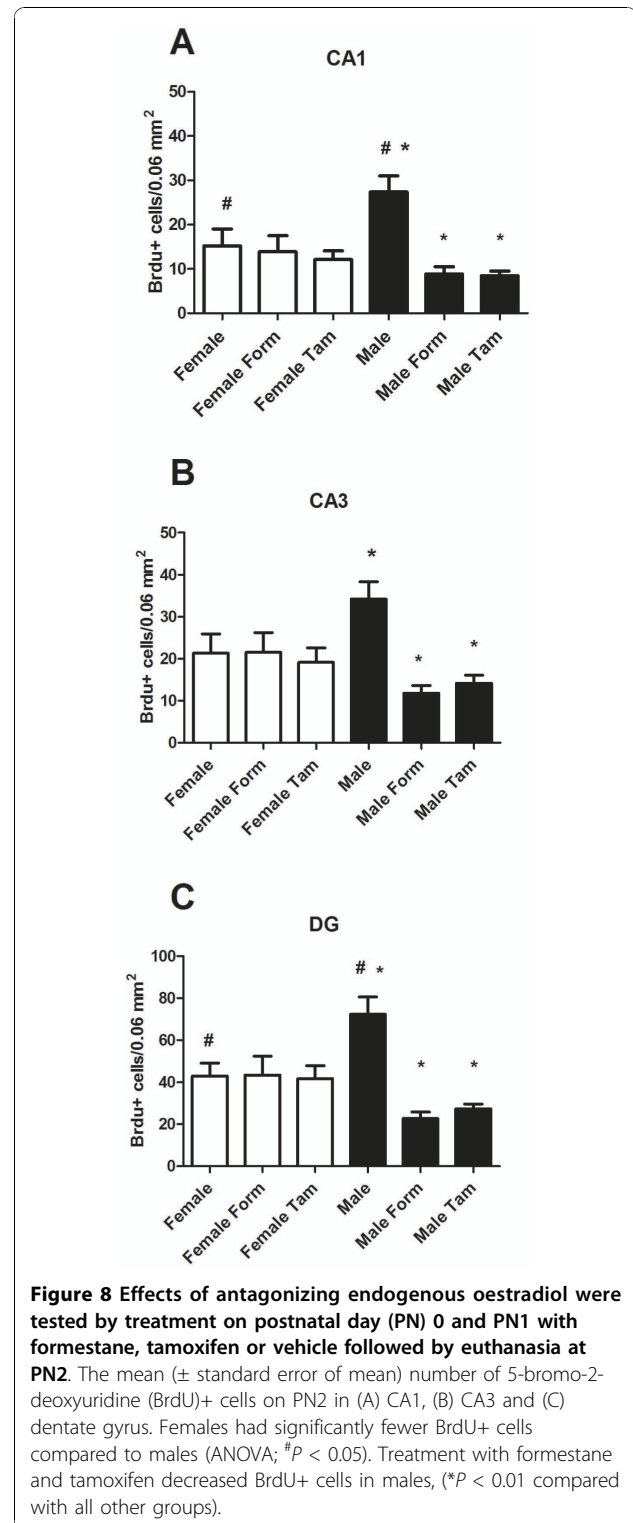 A
CA1
Brdu+ cells/0.06 mm²
50
40
30
20
10
0
#
# *
*
*
Female
Female Form
Female Tam
Male
Male Form
Male Tam
B
CA3
Brdu+ cells/0.06 mm²
50
40
30
20
10
0
*
*
*
Female
Female Form
Female Tam
Male
Male Form
Male Tam
C
DG
Brdu+ cells/0.06 mm²
100
80
60
40
20
0
#
# *
*
*
Female
Female Form
Female Tam
Male
Male Form
Male Tam
Figure 8 Effects of antagonizing endogenous oestradiol were
tested by treatment on postnatal day (PN) 0 and PN1 with
formestane, tamoxifen or vehicle followed by euthanasia at
PN2. The mean (± standard error of mean) number of 5-bromo-2-
deoxyuridine (BrdU)+ cells on PN2 in (A) CA1, (B) CA3 and (C)
dentate gyrus. Females had significantly fewer BrdU+ cells
compared to males (ANOVA; #P < 0.05). Treatment with formestane
and tamoxifen decreased BrdU+ cells in males, (*P < 0.01 compared
with all other groups).